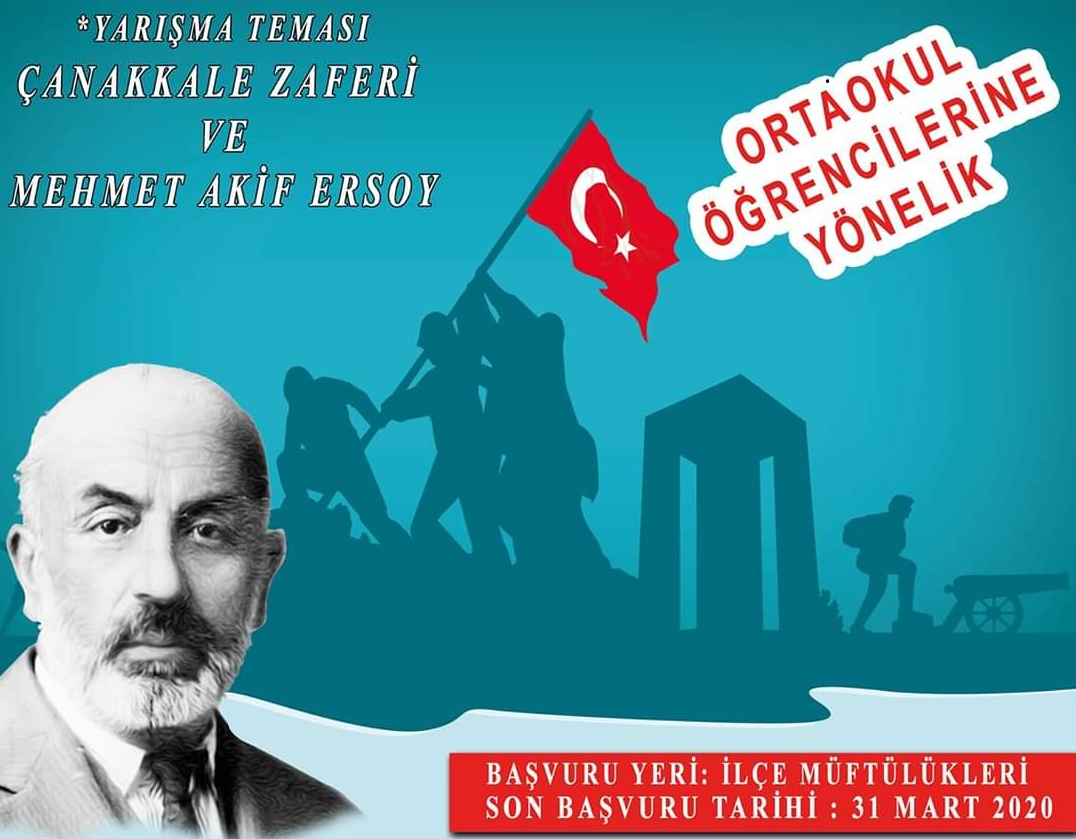 *YARIŞMA TEMASI
ÇANAKKALE ZAFERİ
VE
MEHMET AKİF ERSOY
ORTAOKUL
ÖĞRENCİLERİNE
YÖNELİK
BAŞVURU YERİ: İLÇE MÜFTÜLÜKLERİ
SON BAŞVURU TARİHİ : 31 MART 2020